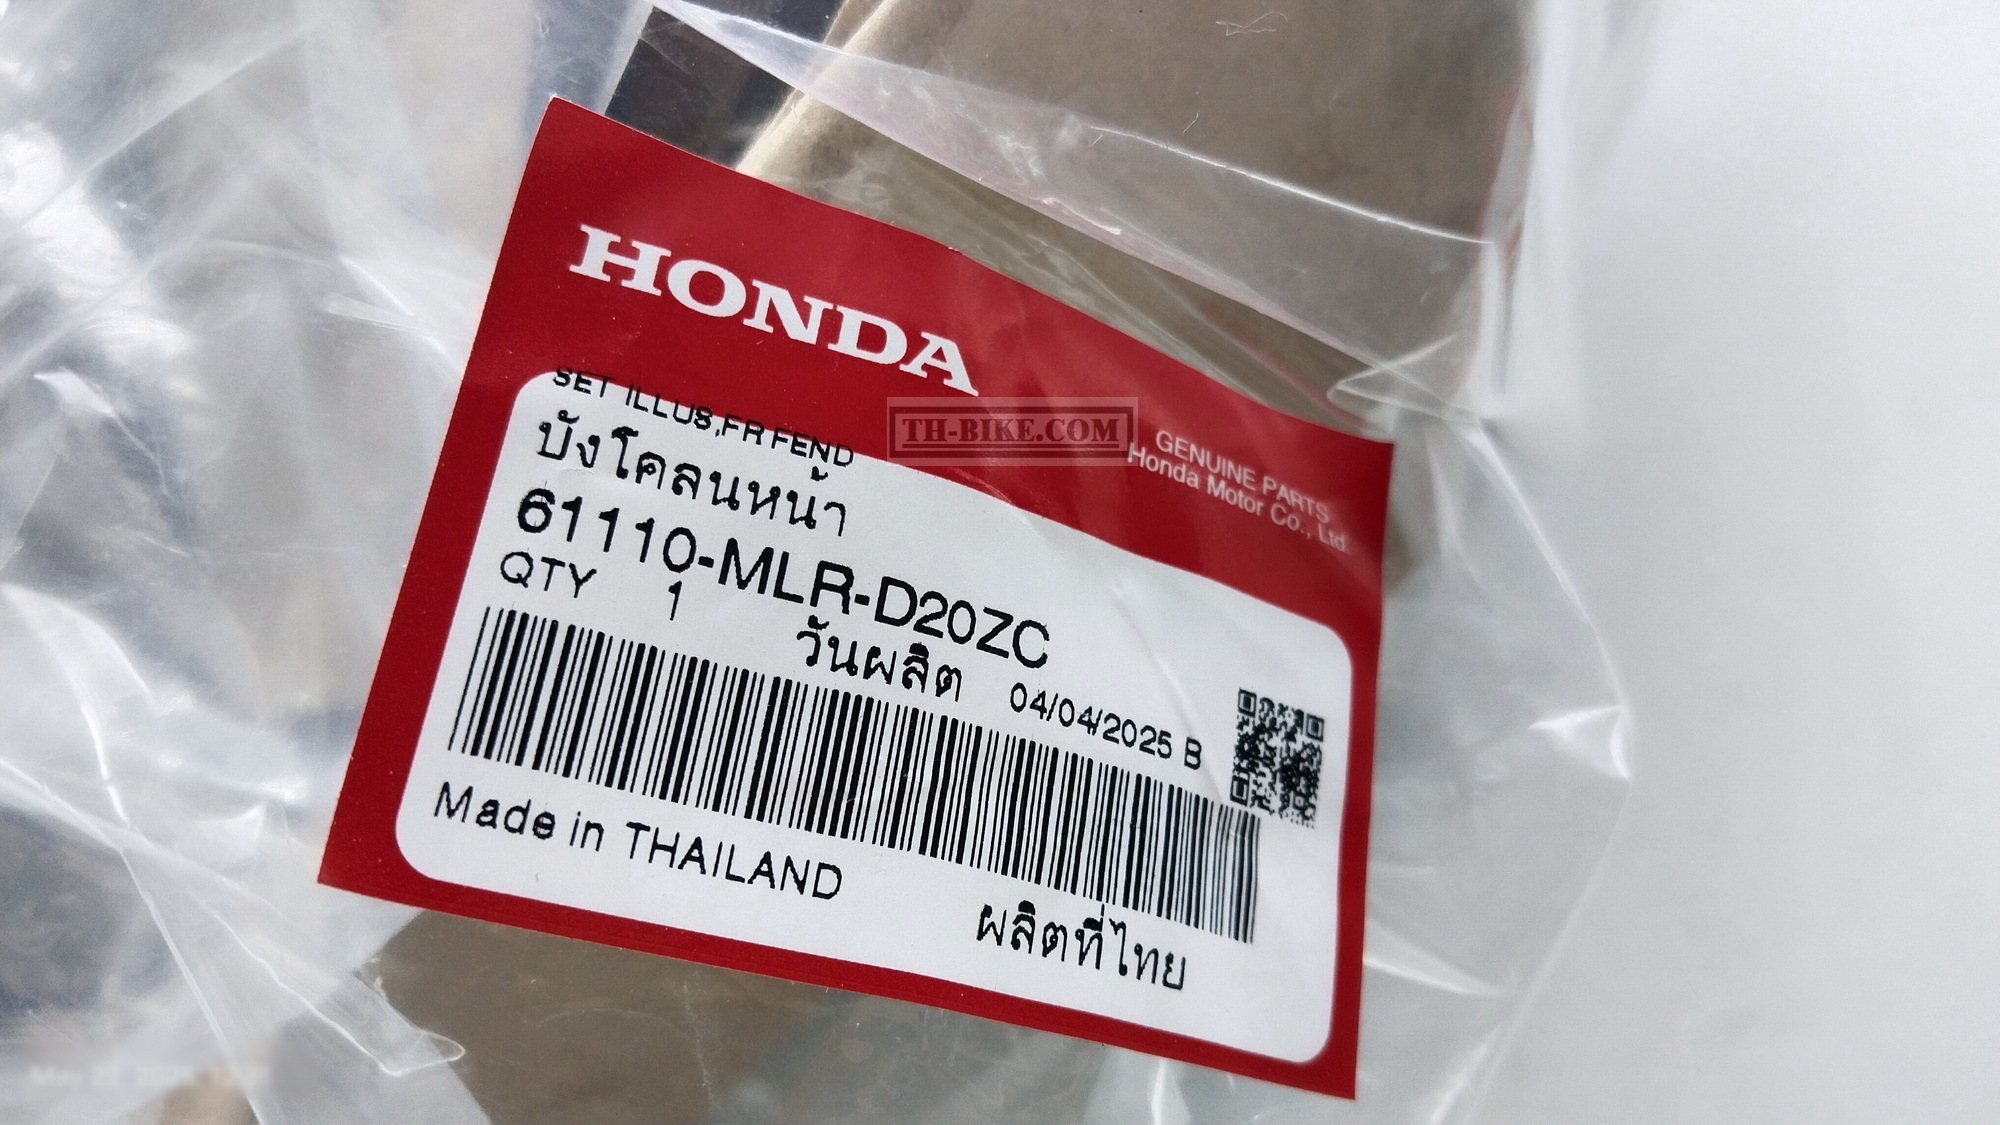 HONDA
GENUINE PARTS
Honda Motor Co., Ltd.
TH-BIKE.COM
SET ILLUS,FR FEND
บังโคลนหน้า
61110-MLR-D20ZC
QTY 1
วันผลิต 04/04/2025 B
Made in THAILAND
ผลิตที่ไทย